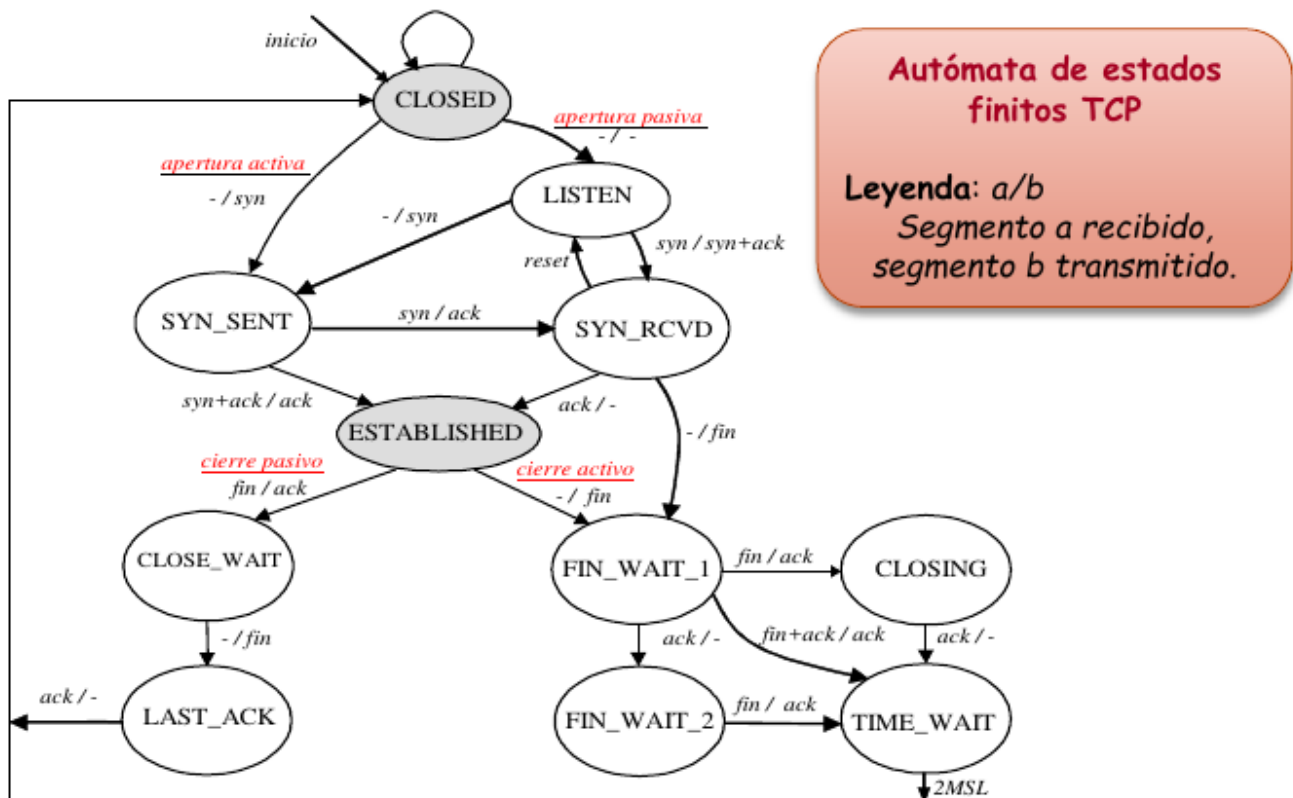 inicio
CLOSED
apertura pasiva
- / -
apertura activa
- / syn
LISTEN
- / syn
syn / syn+ack
reset
SYN_SENT
syn / ack
SYN_RCVD
syn+ack / ack
ack / -
- / fin
ESTABLISHED
cierre pasivo
fin / ack
cierre activo
- / fin
CLOSE_WAIT
FIN_WAIT_1
fin / ack
CLOSING
- / fin
ack / -
fin+ack / ack
ack / -
ack / -
LAST_ACK
FIN_WAIT_2
fin / ack
TIME_WAIT
2MSL
Autómata de estados
finitos TCP
Leyenda: a/b
Segmento a recibido,
segmento b transmitido.